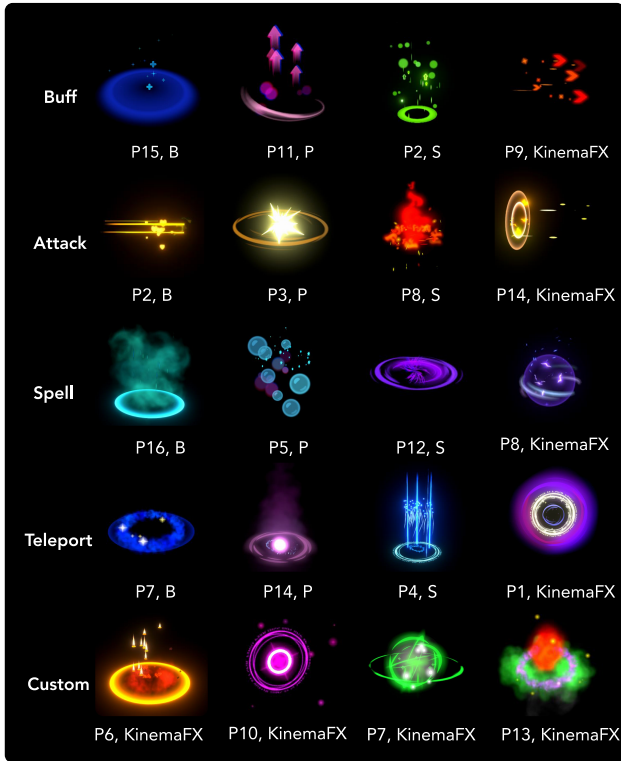 Buff
P15, B
P11, P
P2, S
P9, KinemaFX
Attack
P2, B
P3, P
P8, S
P14, KinemaFX
Spell
P16, B
P5, P
P12, S
P8, KinemaFX
Teleport
P7, B
P14, P
P4, S
P1, KinemaFX
Custom
P6, KinemaFX
P10, KinemaFX
P7, KinemaFX
P13, KinemaFX